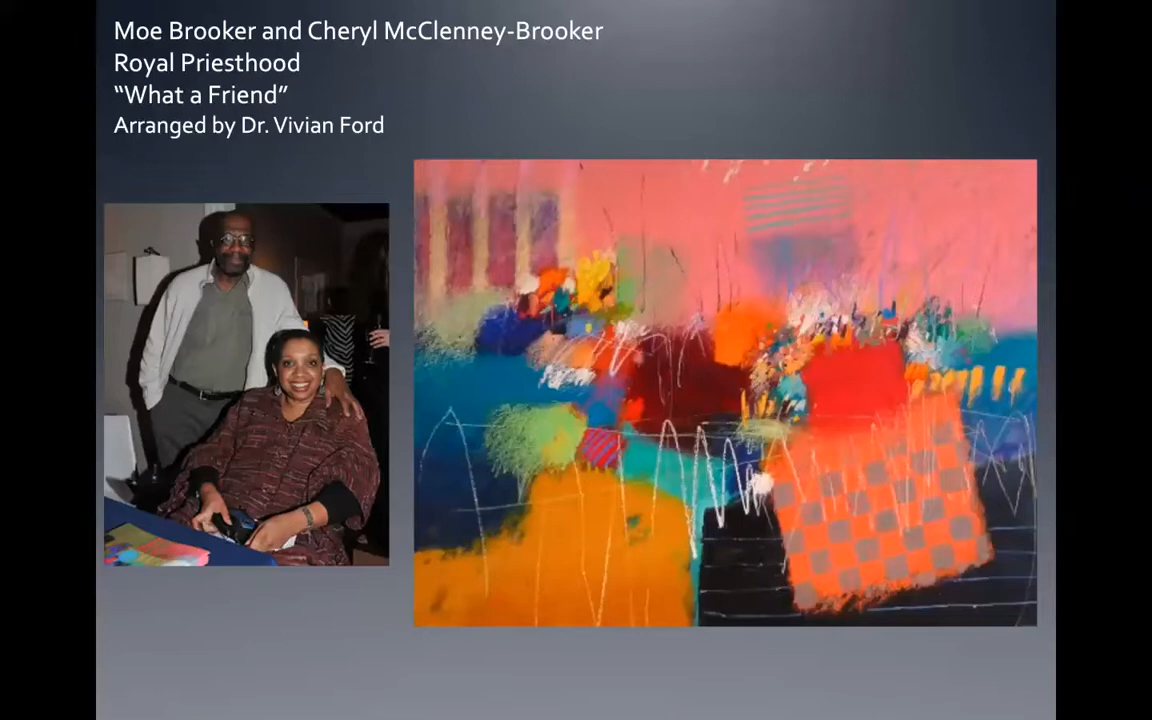 Moe Brooker and Cheryl McClenney-Brooker
Royal Priesthood
“What a Friend”
Arranged by Dr. Vivian Ford